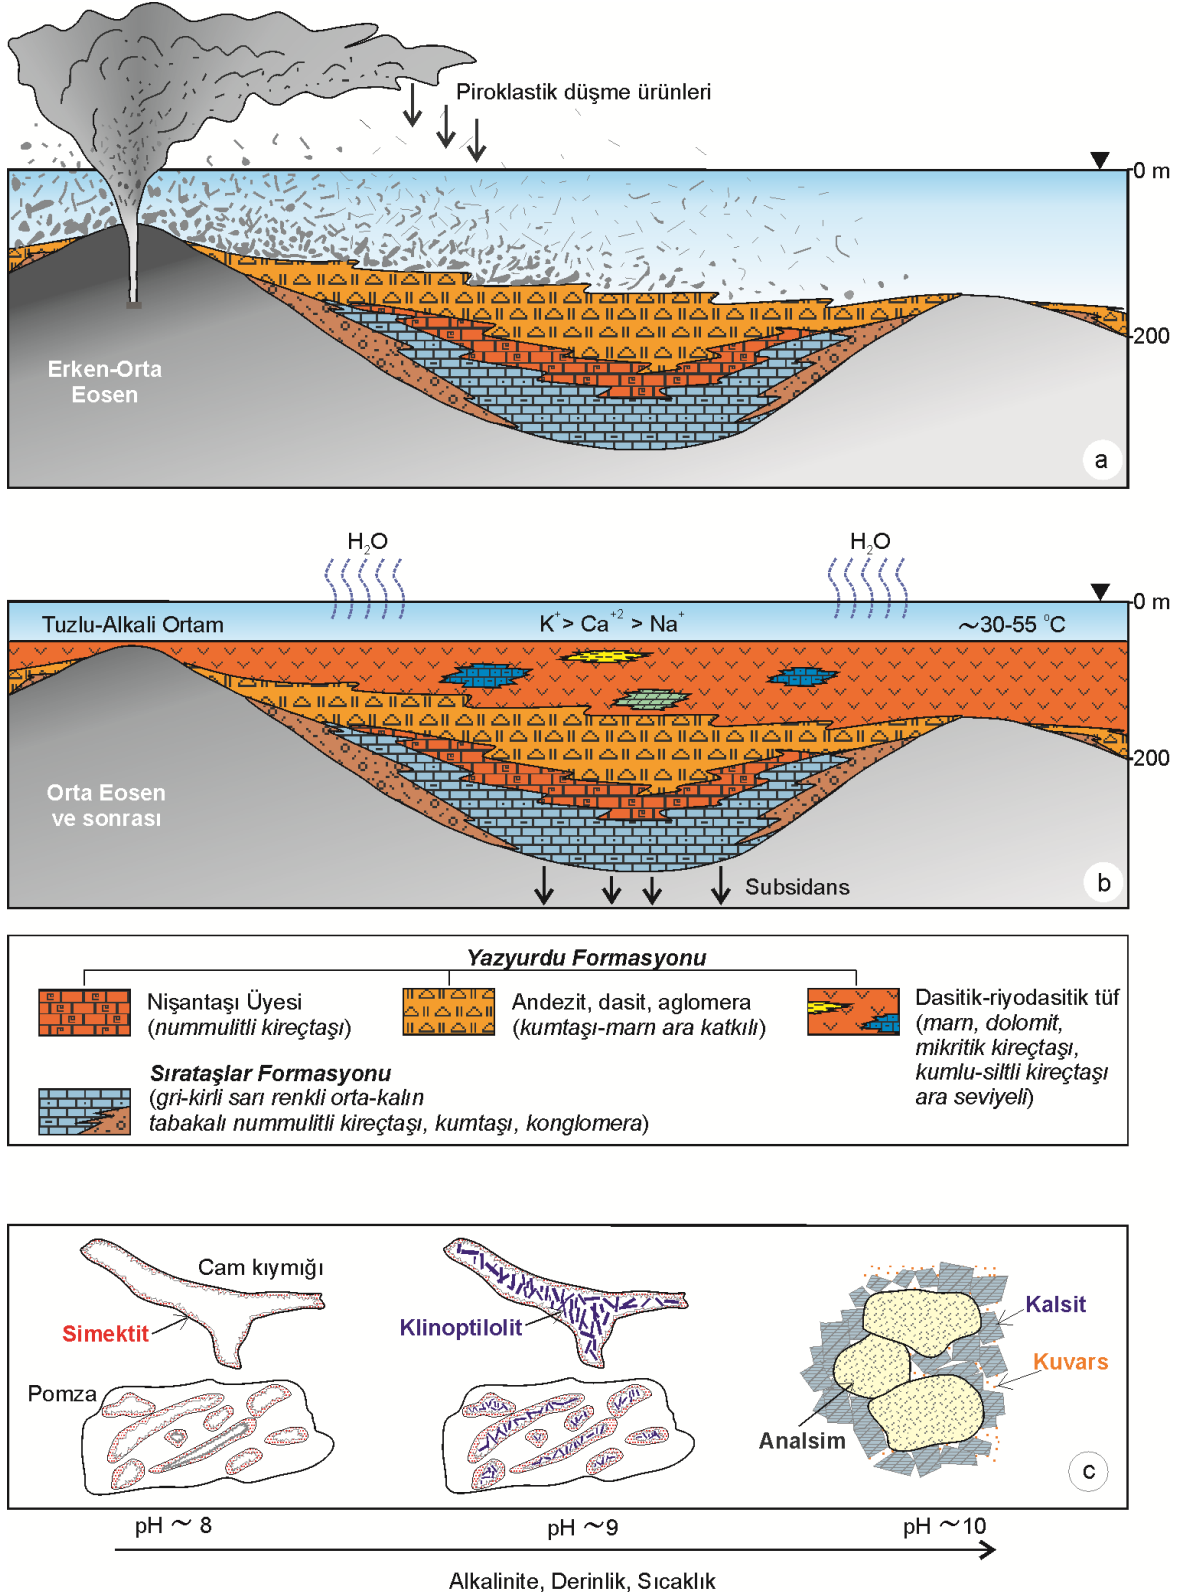 Piroklastik düşme ürünleri
0 m
200
Erken-Orta
Eosen
a
H2O
H2O
0 m
Tuzlu-Alkali Ortam
K+ > Ca+2 > Na+
~30-55 °C
200
Orta Eosen
ve sonrası
Subsidans
b
Yazyurdu Formasyonu
Nişantaşı Üyesi
(nummulitli kireçtaşı)
Andezit, dasit, aglomera
(kumtaşı-marn ara katkılı)
Dasitik-riyodasitik tüf
(marn, dolomit,
mikritik kireçtaşı,
kumlu-siltli kireçtaşı
ara seviyeli)
Sırataşlar Formasyonu
(gri-kirli sarı renkli orta-kalın
tabakalı nummulitli kireçtaşı, kumtaşı, konglomera)
Cam kıymığı
Simektit
Klinoptilolit
Kalsit
Kuvars
Pomza
Analsim
c
pH ~ 8
pH ~9
pH ~10
Alkalinite, Derinlik, Sıcaklık